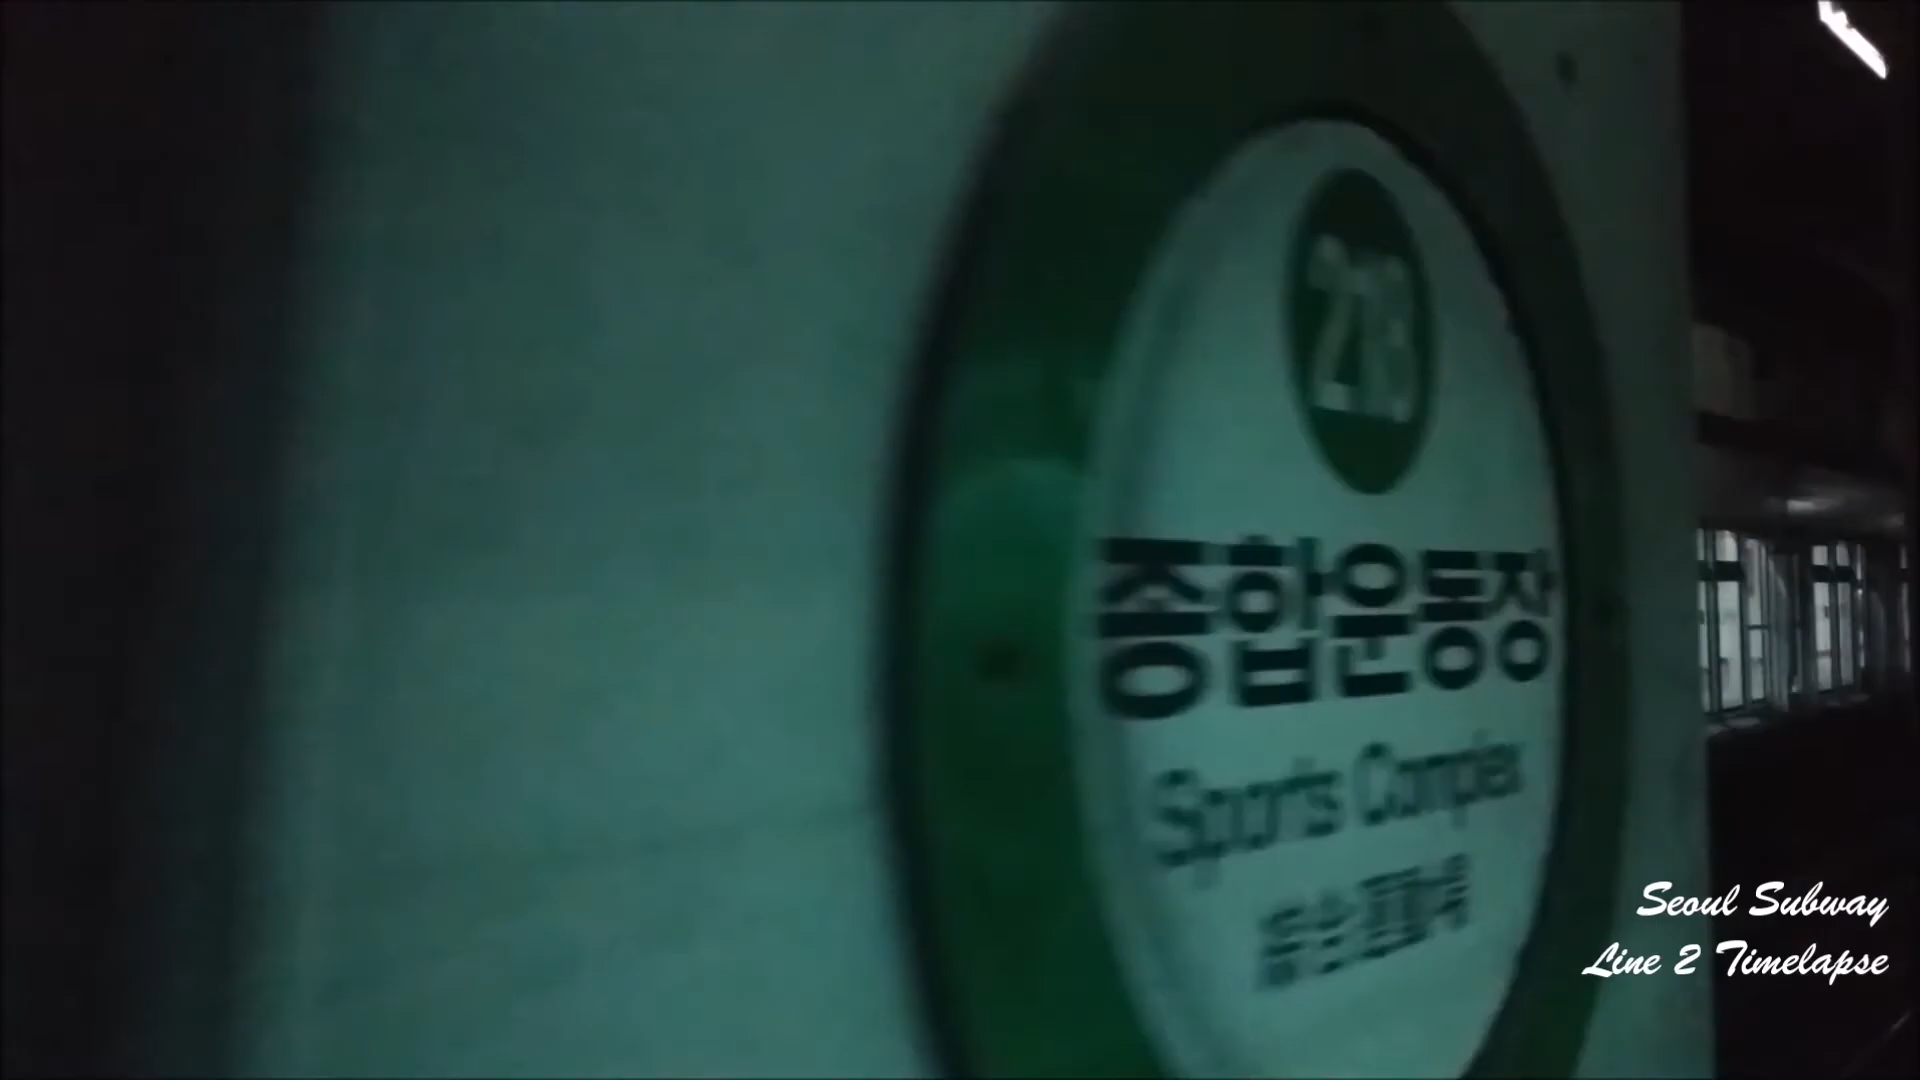 218
종합운동장
Sports Complex
Seoul Subway
Line 2 Timelapse